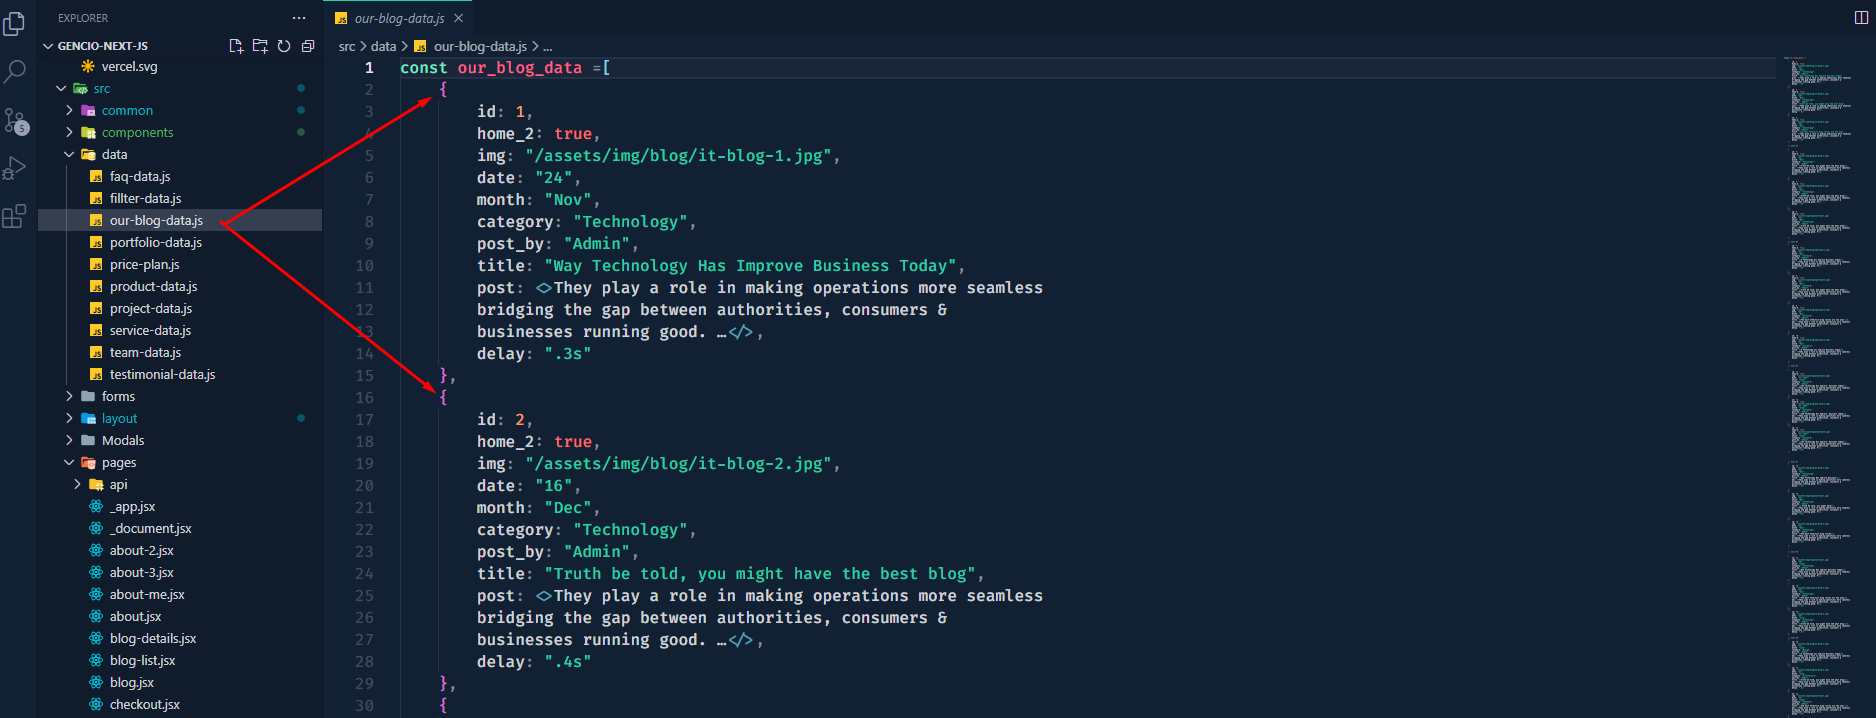 EXPLORER
GENCIO-NEXT-JS
vercel.svg
src
common
components
data
faq-data.js
fillter-data.js
our-blog-data.js
portfolio-data.js
price-plan.js
product-data.js
project-data.js
service-data.js
team-data.js
testimonial-data.js
forms
layout
Modals
pages
api
_app.jsx
_document.jsx
about-2.jsx
about-3.jsx
about-me.jsx
about.jsx
blog-details.jsx
blog-list.jsx
blog.jsx
checkout.jsx
5
JS our-blog-data.js
src > data > JS our-blog-data.js > ...
1 const our_blog_data =[
2 {
3 id: 1,
4 home_2: true,
5 img: "/assets/img/blog/it-blog-1.jpg",
6 date: "24",
7 month: "Nov",
8 category: "Technology",
9 post_by: "Admin",
10 title: "Way Technology Has Improve Business Today",
11 post: <>They play a role in making operations more seamless
12 bridging the gap between authorities, consumers &
13 businesses running good. …</>,
14 delay: ".3s"
15 },
16 {
17 id: 2,
18 home_2: true,
19 img: "/assets/img/blog/it-blog-2.jpg",
20 date: "16",
21 month: "Dec",
22 category: "Technology",
23 post_by: "Admin",
24 title: "Truth be told, you might have the best blog",
25 post: <>They play a role in making operations more seamless
26 bridging the gap between authorities, consumers &
27 businesses running good. …</>,
28 delay: ".4s"
29 },
30 {